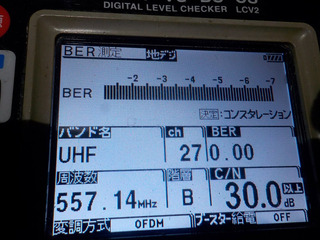 DIGITAL LEVEL CHECKER LCV2
BER測定 地デジ
-2 -3 -4 -5 -6 -7
BER
決定:コンスタレーション
バンド名 ch BER
UHF 27 0.00
周波数 階層 C/N 以上
557.14MHz B 30.0dB
変調方式 OFDM ブースター給電 OFF